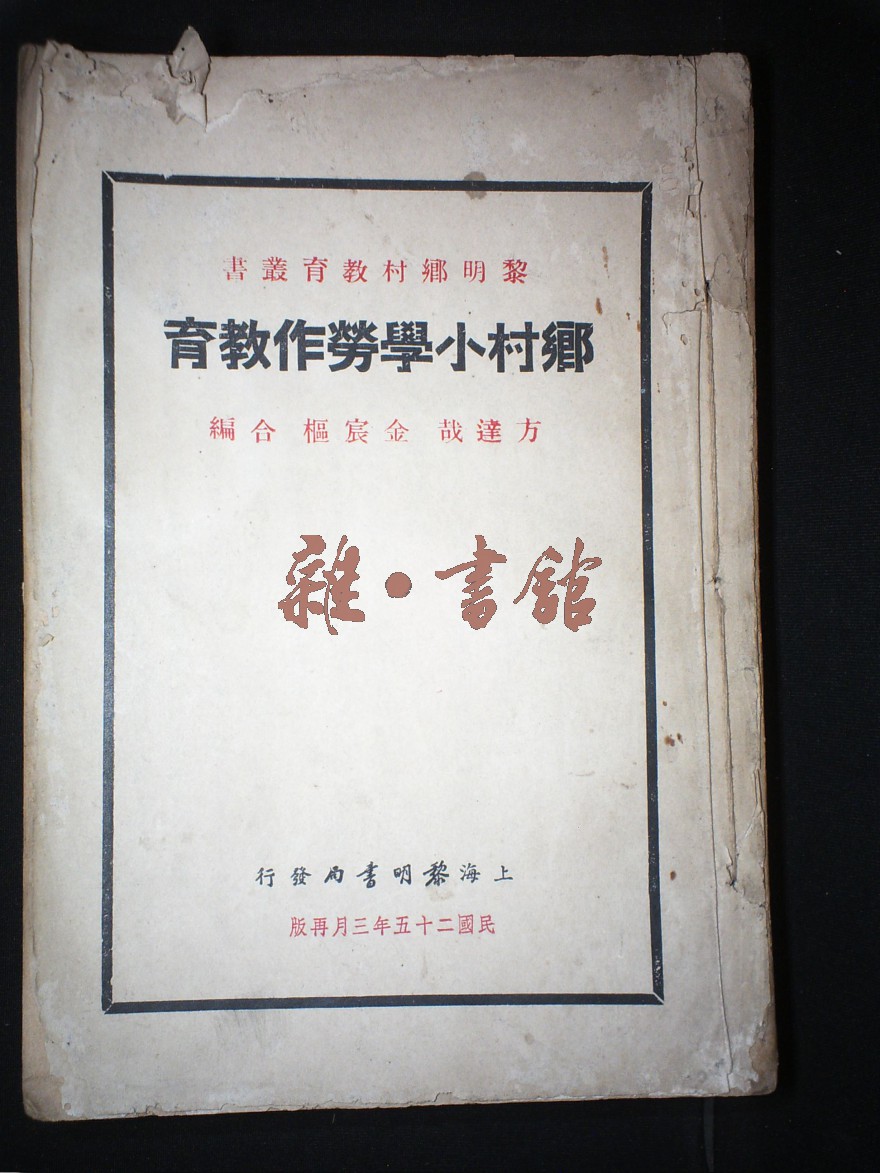 黎明鄉村教育叢書
鄉村小學勞作教育
方達哉 金宸樞 合編
雜·書館
上海黎明書局發行
民國二十五年三月再版